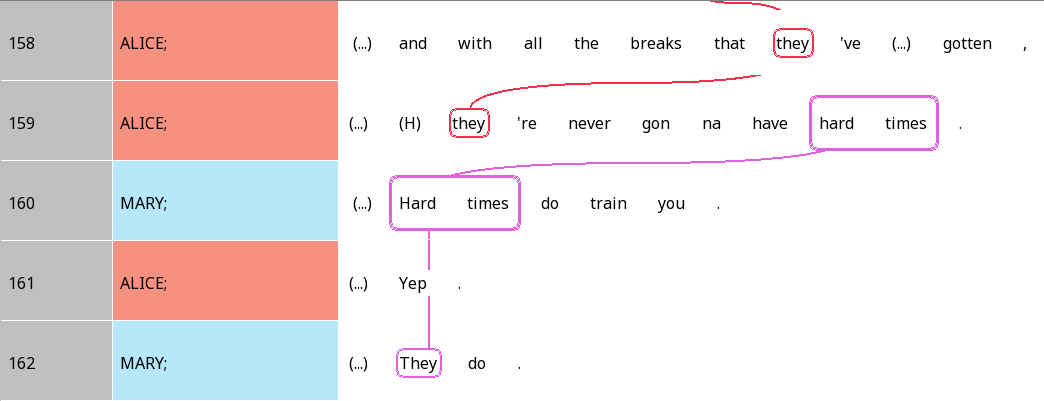 158 ALICE; (...) and with all the breaks that they 've (...) gotten ,
159 ALICE; (...) (H) they 're never gon na have hard times .
160 MARY; (...) Hard times do train you .
161 ALICE; (...) Yep .
162 MARY; (...) They do .